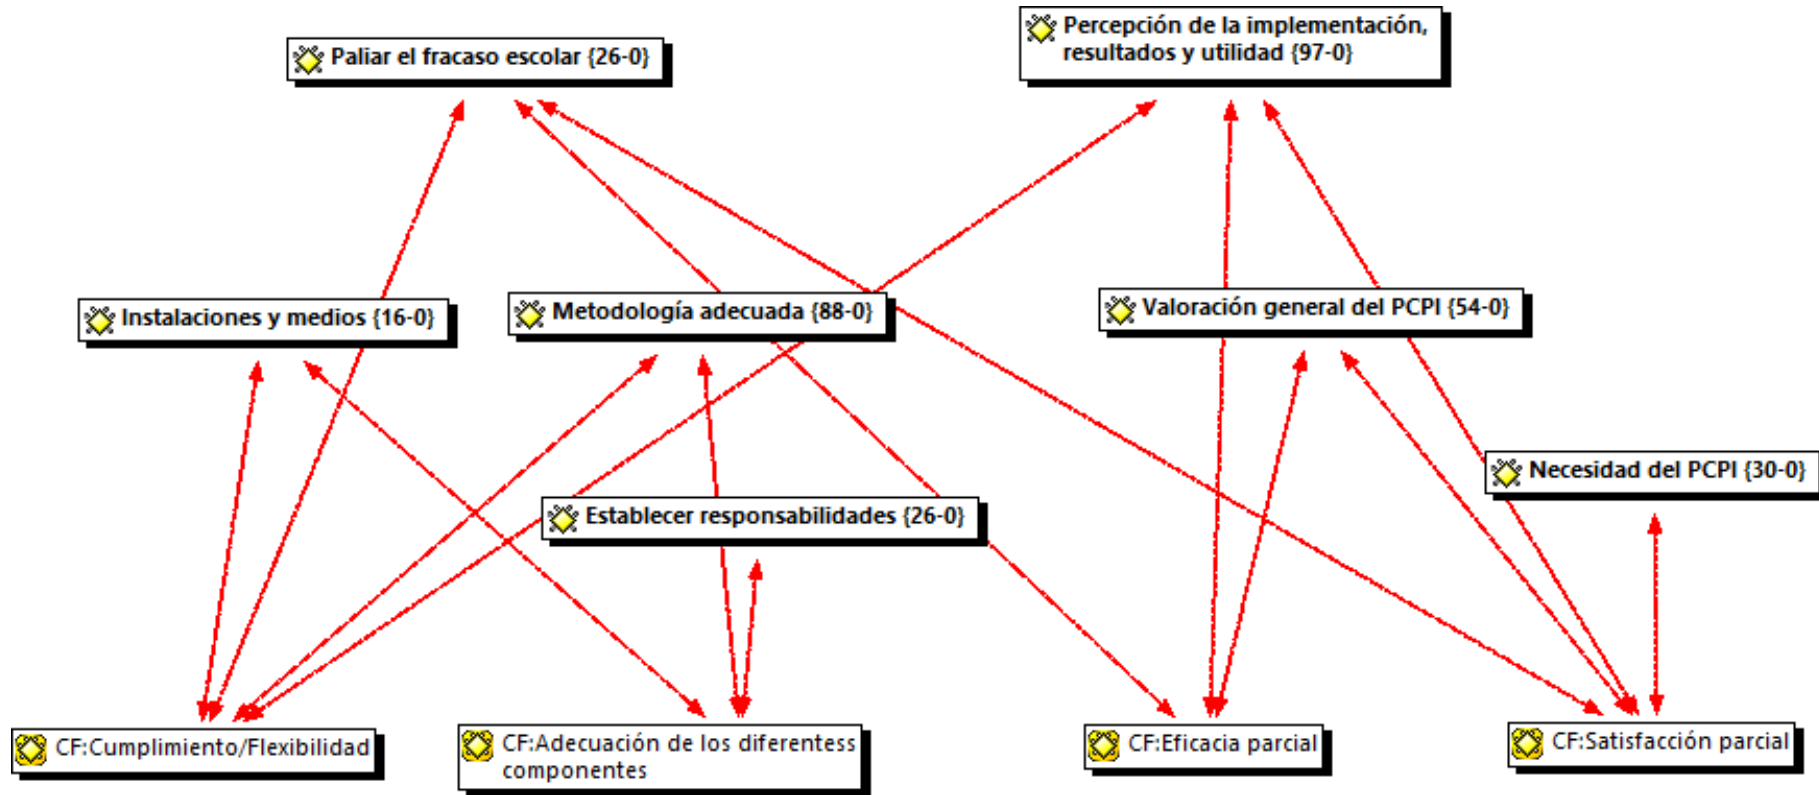 Paliar el fracaso escolar {26-0}
Percepción de la implementación,
resultados y utilidad {97-0}
Instalaciones y medios {16-0}
Metodología adecuada {88-0}
Valoración general del PCPI {54-0}
Necesidad del PCPI {30-0}
Establecer responsabilidades {26-0}
CF:Cumplimiento/Flexibilidad
CF:Adecuación de los diferentess
componentes
CF:Eficacia parcial
CF:Satisfacción parcial